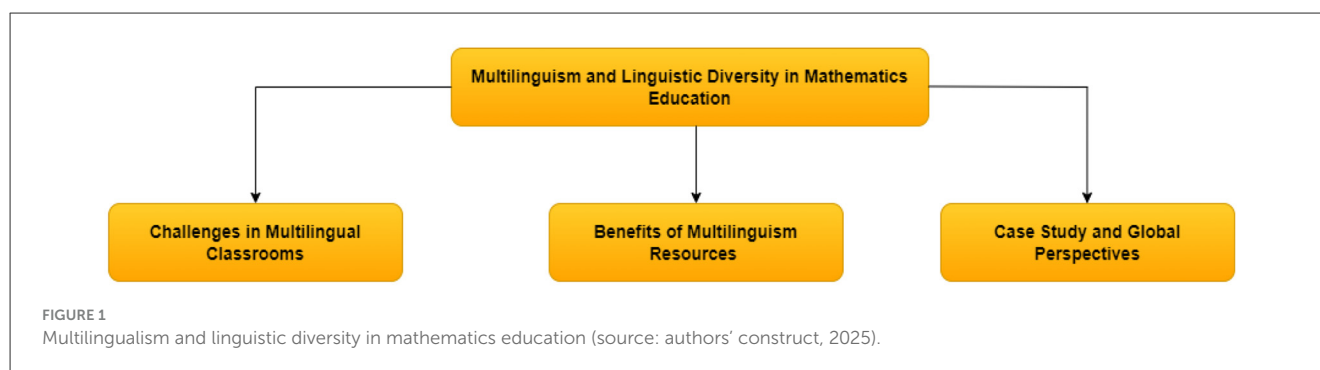 Multilinguism and Linguistic Diversity in Mathematics
Education
Challenges in Multilingual
Classrooms
Benefits of Multilinguism
Resources
Case Study and Global
Perspectives
FIGURE 1
Multilingualism and linguistic diversity in mathematics education (source: authors’ construct, 2025).